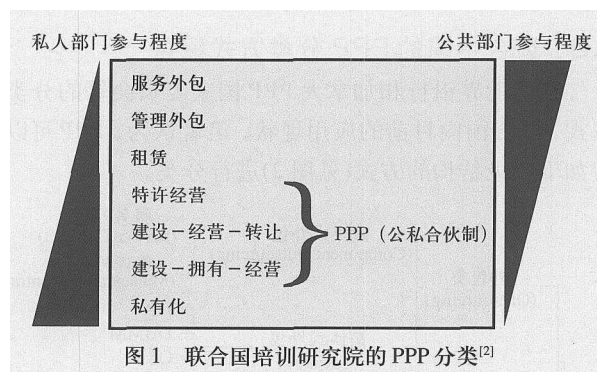 私人部门参与程度 公共部门参与程度
服务外包
管理外包
租赁
特许经营
建设－经营－转让 PPP（公私合伙制）
建设－拥有－经营
私有化
图1 联合国培训研究院的PPP分类[2]